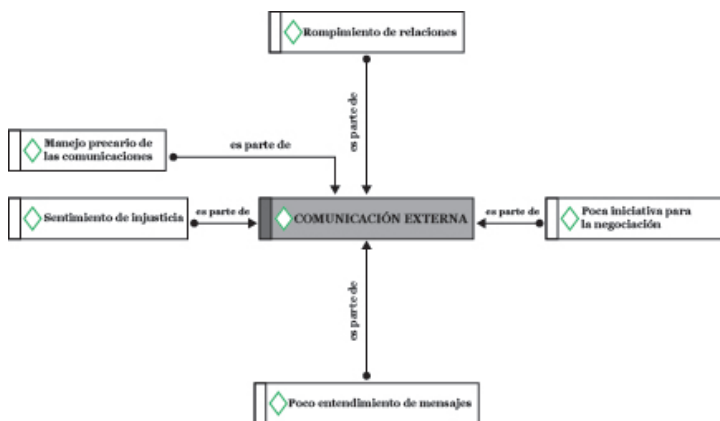 Rompimiento de relaciones
es parte de
Manejo precario de
las comunicaciones
es parte de
Sentimiento de injusticia
es parte de
COMUNICACIÓN EXTERNA
es parte de
Poca iniciativa para
la negociación
es parte de
Poco entendimiento de mensajes